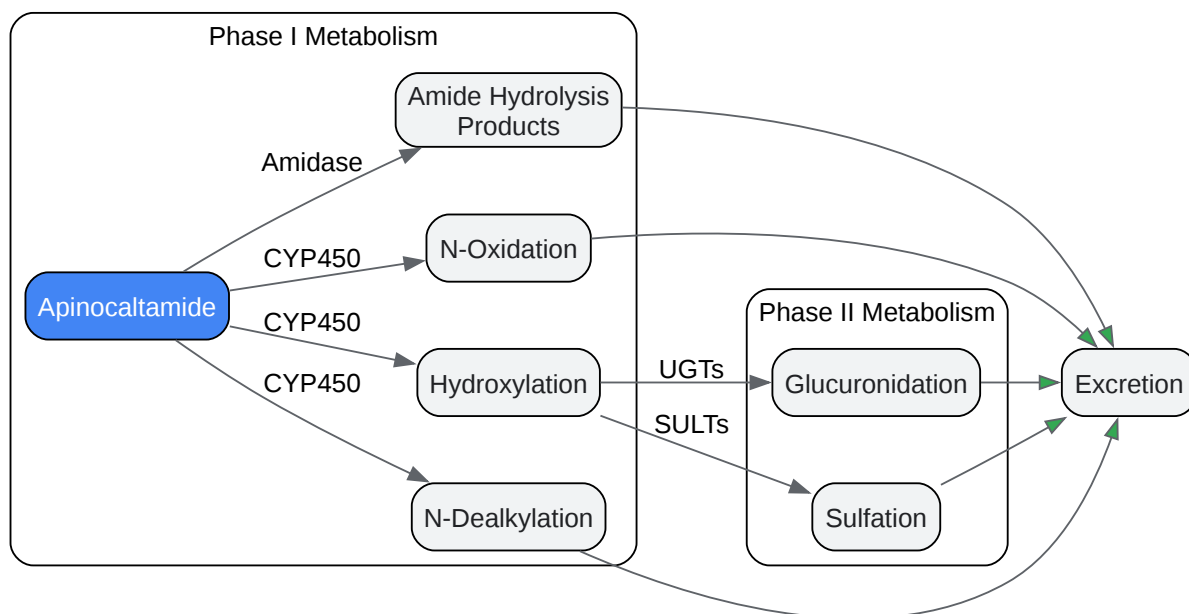 Phase I Metabolism
Amide Hydrolysis
Products
Amidase
N-Oxidation
CYP450
Apinocaltamide
CYP450
Hydroxylation
CYP450
N-Dealkylation
Phase II Metabolism
UGTs
Glucuronidation
SULTs
Sulfation
Excretion